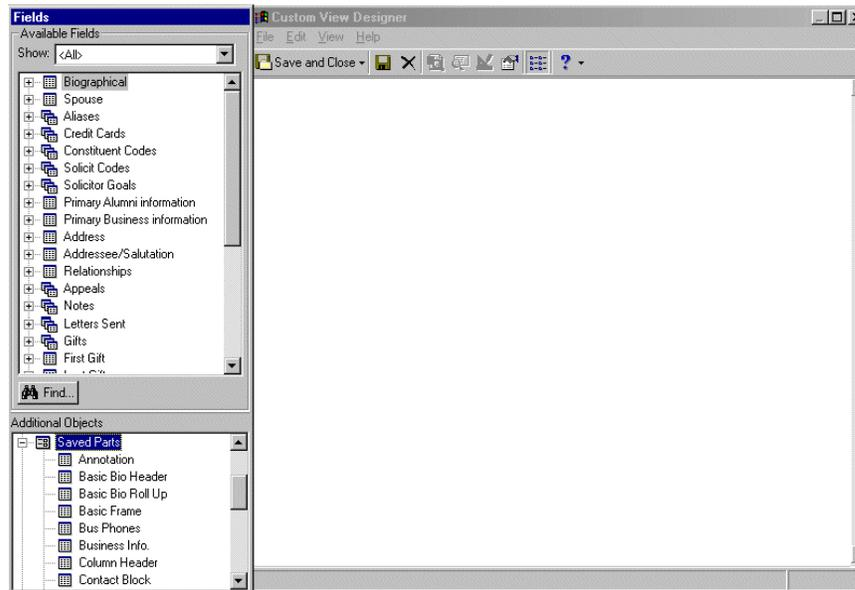 Fields
Available Fields
Show: <All>
Biographical
Spouse
Aliases
Credit Cards
Constituent Codes
Solicit Codes
Solicitor Goals
Primary Alumni information
Primary Business information
Address
Addressee/Salutation
Relationships
Appeals
Notes
Letters Sent
Gifts
First Gift
Find...
Additional Objects
Saved Parts
Annotation
Basic Bio Header
Basic Bio Roll Up
Basic Frame
Bus Phones
Business Info.
Column Header
Contact Block
Custom View Designer
File Edit View Help
Save and Close
?